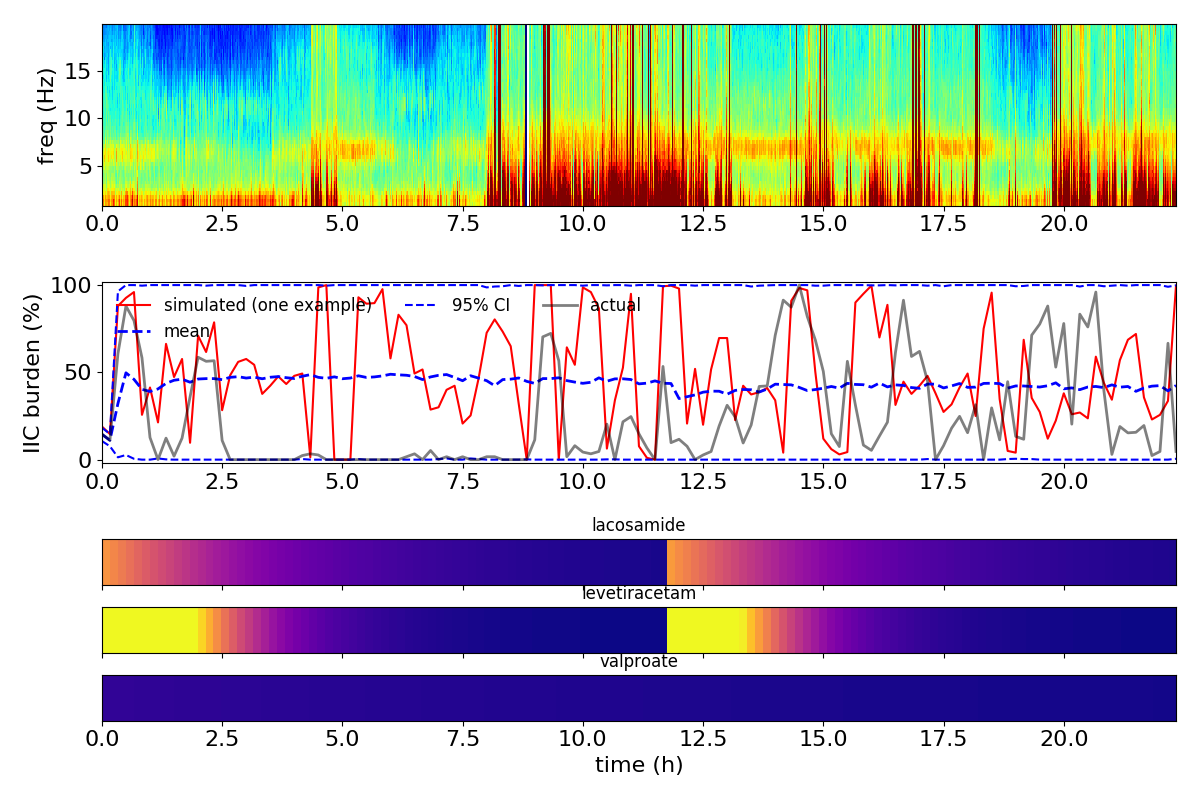 freq (Hz)
15
10
5
0.0 2.5 5.0 7.5 10.0 12.5 15.0 17.5 20.0
IIC burden (%)
100
50
0
simulated (one example) 95% CI actual
mean
0.0 2.5 5.0 7.5 10.0 12.5 15.0 17.5 20.0
lacosamide
levetiracetam
valproate
0.0 2.5 5.0 7.5 10.0 12.5 15.0 17.5 20.0
time (h)